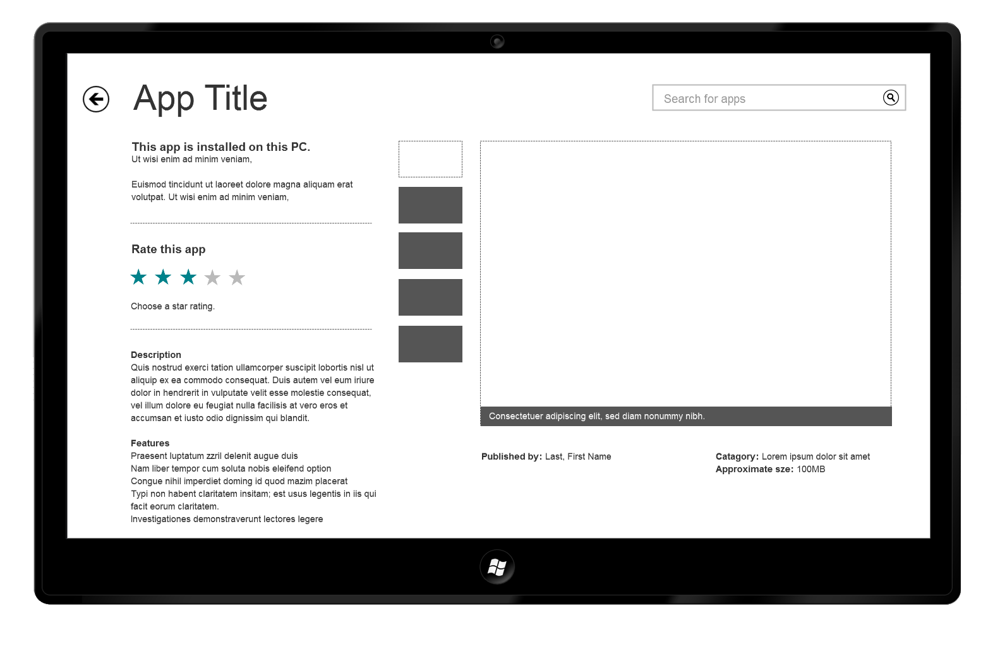 App Title
Search for apps
This app is installed on this PC.
Ut wisi enim ad minim veniam,
Euismod tincidunt ut laoreet dolore magna aliquam erat
volutpat. Ut wisi enim ad minim veniam,
Rate this app
Choose a star rating.
Description
Quis nostrud exerci tation ullamcorper suscipit lobortis nisl ut
aliquip ex ea commodo consequat. Duis autem vel eum iriure
dolor in hendrerit in vulputate velit esse molestie consequat,
vel illum dolore eu feugiat nulla facilisis at vero eros et
accumsan et iusto odio dignissim qui blandit.
Features
Praesent luptatum zzril delenit augue duis
Nam liber tempor cum soluta nobis eleifend option
Congue nihil imperdiet doming id quod mazim placerat
Typi non habent claritatem insitam; est usus legentis in iis qui
facit eorum claritatem.
Investigationes demonstraverunt lectores legere
Consectetuer adipiscing elit, sed diam nonummy nibh.
Published by: Last, First Name
Catagory: Lorem ipsum dolor sit amet
Approximate sze: 100MB